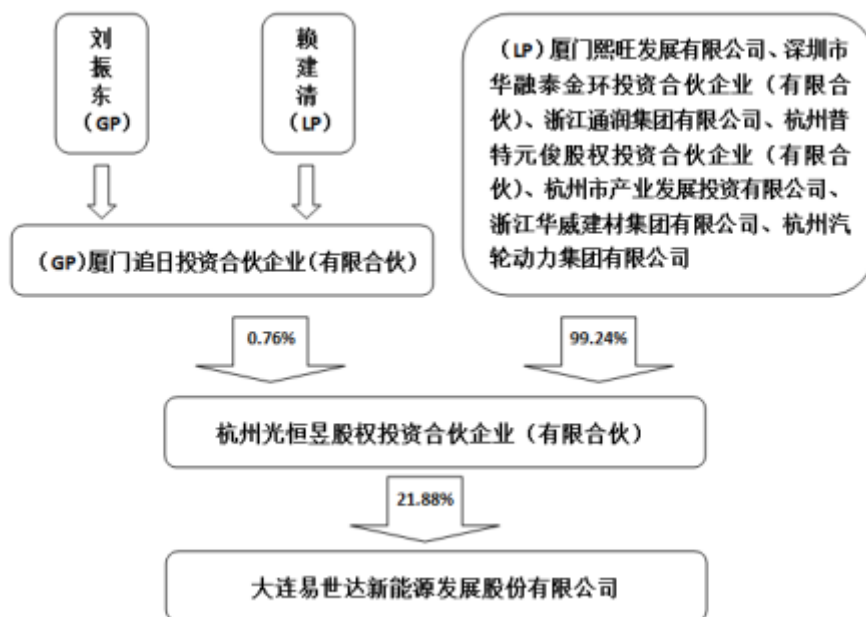 刘
振
东
（GP）
赖
建
清
（LP）
（LP）厦门熙旺发展有限公司、深圳市
华融泰金环投资合伙企业（有限合
伙）、浙江通润集团有限公司、杭州普
特元俊股权投资合伙企业（有限合
伙）、杭州市产业发展投资有限公司、
浙江华威建材集团有限公司、杭州汽
轮动力集团有限公司
（GP）厦门追日投资合伙企业（有限合伙）
0.76%
99.24%
杭州光恒昱股权投资合伙企业（有限合伙）
21.88%
大连易世达新能源发展股份有限公司